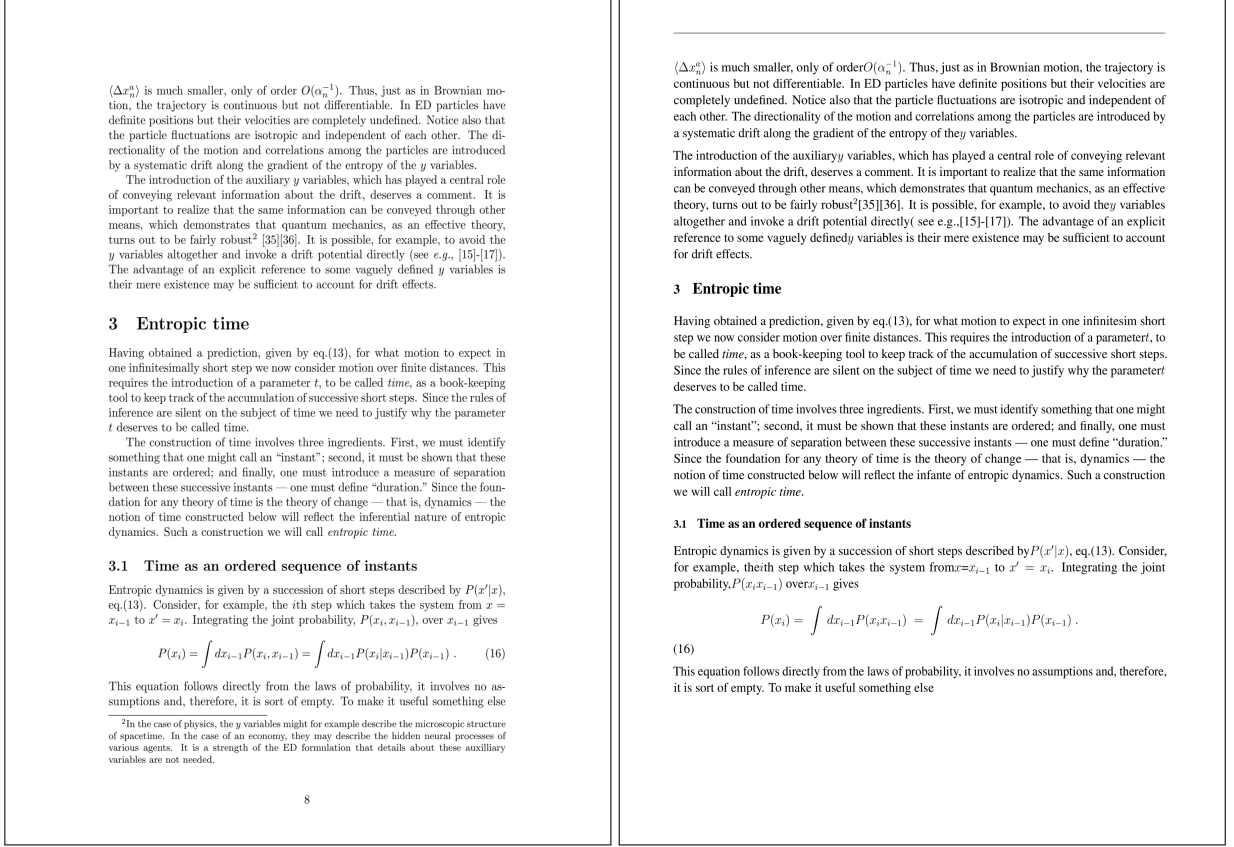 ⟨Δxₙᵃ⟩ is much smaller, only of order O(αₙ⁻¹). Thus, just as in Brownian mo-
tion, the trajectory is continuous but not differentiable. In ED particles have
definite positions but their velocities are completely undefined. Notice also that
the particle fluctuations are isotropic and independent of each other. The di-
rectionality of the motion and correlations among the particles are introduced
by a systematic drift along the gradient of the entropy of the y variables.
The introduction of the auxiliary y variables, which has played a central role
of conveying relevant information about the drift, deserves a comment. It is
important to realize that the same information can be conveyed through other
means, which demonstrates that quantum mechanics, as an effective theory,
turns out to be fairly robust² [35][36]. It is possible, for example, to avoid the
y variables altogether and invoke a drift potential directly (see e.g., [15]-[17]).
The advantage of an explicit reference to some vaguely defined y variables is
their mere existence may be sufficient to account for drift effects.
3 Entropic time
Having obtained a prediction, given by eq.(13), for what motion to expect in
one infinitesimally short step we now consider motion over finite distances. This
requires the introduction of a parameter t, to be called time, as a book-keeping
tool to keep track of the accumulation of successive short steps. Since the rules of
inference are silent on the subject of time we need to justify why the parameter
t deserves to be called time.
The construction of time involves three ingredients. First, we must identify
something that one might call an “instant”; second, it must be shown that these
instants are ordered; and finally, one must introduce a measure of separation
between these successive instants — one must define “duration.” Since the foun-
dation for any theory of time is the theory of change — that is, dynamics — the
notion of time constructed below will reflect the inferential nature of entropic
dynamics. Such a construction we will call entropic time.
3.1 Time as an ordered sequence of instants
Entropic dynamics is given by a succession of short steps described by P(x′|x),
eq.(13). Consider, for example, the ith step which takes the system from x =
xᵢ₋₁ to x′ = xᵢ. Integrating the joint probability, P(xᵢ, xᵢ₋₁), over xᵢ₋₁ gives
P(xᵢ) = ∫ dxᵢ₋₁P(xᵢ, xᵢ₋₁) = ∫ dxᵢ₋₁P(xᵢ|xᵢ₋₁)P(xᵢ₋₁) . (16)
This equation follows directly from the laws of probability, it involves no as-
sumptions and, therefore, it is sort of empty. To make it useful something else
²In the case of physics, the y variables might for example describe the microscopic structure
of spacetime. In the case of an economy, they may describe the hidden neural processes of
various agents. It is a strength of the ED formulation that details about these auxilliary
variables are not needed.
8
⟨Δxₙᵃ⟩ is much smaller, only of orderO(αₙ⁻¹). Thus, just as in Brownian motion, the trajectory is
continuous but not differentiable. In ED particles have definite positions but their velocities are
completely undefined. Notice also that the particle fluctuations are isotropic and independent of
each other. The directionality of the motion and correlations among the particles are introduced by
a systematic drift along the gradient of the entropy of they variables.
The introduction of the auxiliaryy variables, which has played a central role of conveying relevant
information about the drift, deserves a comment. It is important to realize that the same information
can be conveyed through other means, which demonstrates that quantum mechanics, as an effective
theory, turns out to be fairly robust²[35][36]. It is possible, for example, to avoid they variables
altogether and invoke a drift potential directly( see e.g.,[15]-[17]). The advantage of an explicit
reference to some vaguely definedy variables is their mere existence may be sufficient to account
for drift effects.
3 Entropic time
Having obtained a prediction, given by eq.(13), for what motion to expect in one infinitesim short
step we now consider motion over finite distances. This requires the introduction of a parametert, to
be called time, as a book-keeping tool to keep track of the accumulation of successive short steps.
Since the rules of inference are silent on the subject of time we need to justify why the parametert
deserves to be called time.
The construction of time involves three ingredients. First, we must identify something that one might
call an “instant”; second, it must be shown that these instants are ordered; and finally, one must
introduce a measure of separation between these successive instants — one must define “duration.”
Since the foundation for any theory of time is the theory of change — that is, dynamics — the
notion of time constructed below will reflect the infante of entropic dynamics. Such a construction
we will call entropic time.
3.1 Time as an ordered sequence of instants
Entropic dynamics is given by a succession of short steps described byP(x′|x), eq.(13). Consider,
for example, theith step which takes the system fromx=xᵢ₋₁ to x′ = xᵢ. Integrating the joint
probability,P(xᵢxᵢ₋₁) overxᵢ₋₁ gives
P(xᵢ) = ∫ dxᵢ₋₁P(xᵢxᵢ₋₁) = ∫ dxᵢ₋₁P(xᵢ|xᵢ₋₁)P(xᵢ₋₁) .
(16)
This equation follows directly from the laws of probability, it involves no assumptions and, therefore,
it is sort of empty. To make it useful something else